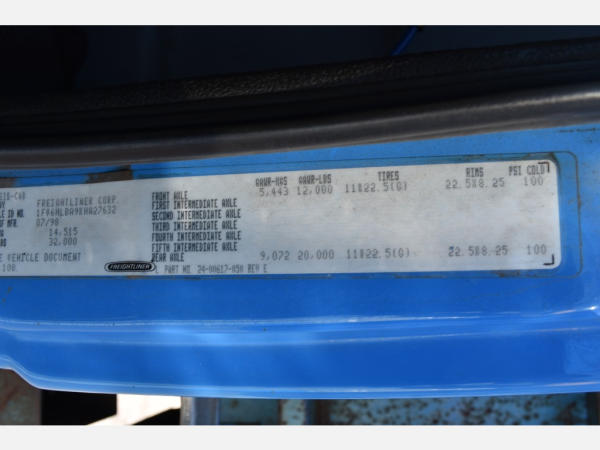 GAWR-KGS GAWR-LBS TIRES RIMS PSI COLD
FREIGHTLINER CORP. FRONT AXLE 5,443 12,000 11R22.5(G) 22.5X8.25 100
FIRST INTERMEDIATE AXLE
07/98 SECOND INTERMEDIATE AXLE
14,515 THIRD INTERMEDIATE AXLE
32,000 FOURTH INTERMEDIATE AXLE
FIFTH INTERMEDIATE AXLE
VEHICLE DOCUMENT REAR AXLE 9,072 20,000 11R22.5(G) 22.5X8.25 100
FREIGHTLINER PART NO. 24-00617-050 REV E